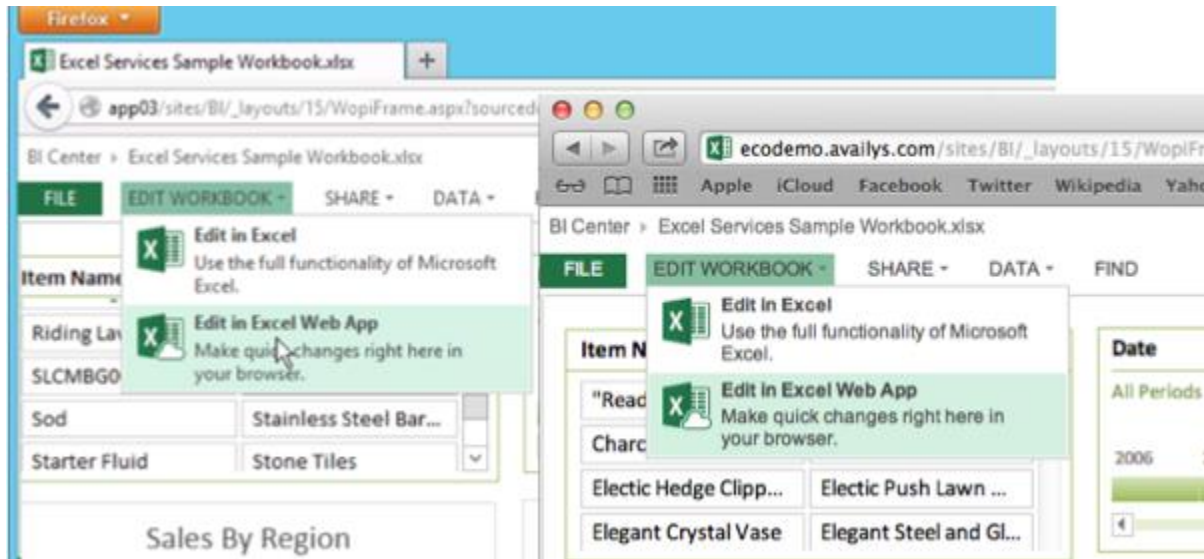 Firefox
Excel Services Sample Workbook.xlsx
+
app03/sites/BI/_layouts/15/WopiFrame.aspx?sourced
BI Center ▸ Excel Services Sample Workbook.xlsx
FILE EDIT WORKBOOK SHARE DATA
Edit in Excel
Use the full functionality of Microsoft
Excel.
Edit in Excel Web App
Make quick changes right here in
your browser.
Item Name
Riding La
SLCMBG0
Sod Stainless Steel Bar...
Starter Fluid Stone Tiles
Sales By Region
ecodemo.availys.com/sites/BI/_layouts/15/WopiFr
Apple iCloud Facebook Twitter Wikipedia Yaho
BI Center ▸ Excel Services Sample Workbook.xlsx
FILE EDIT WORKBOOK SHARE DATA FIND
Edit in Excel
Use the full functionality of Microsoft
Excel.
Edit in Excel Web App
Make quick changes right here in
your browser.
Item N
"Read
Charc
Electic Hedge Clipp... Electic Push Lawn ...
Elegant Crystal Vase Elegant Steel and Gl...
Date
All Periods
2006